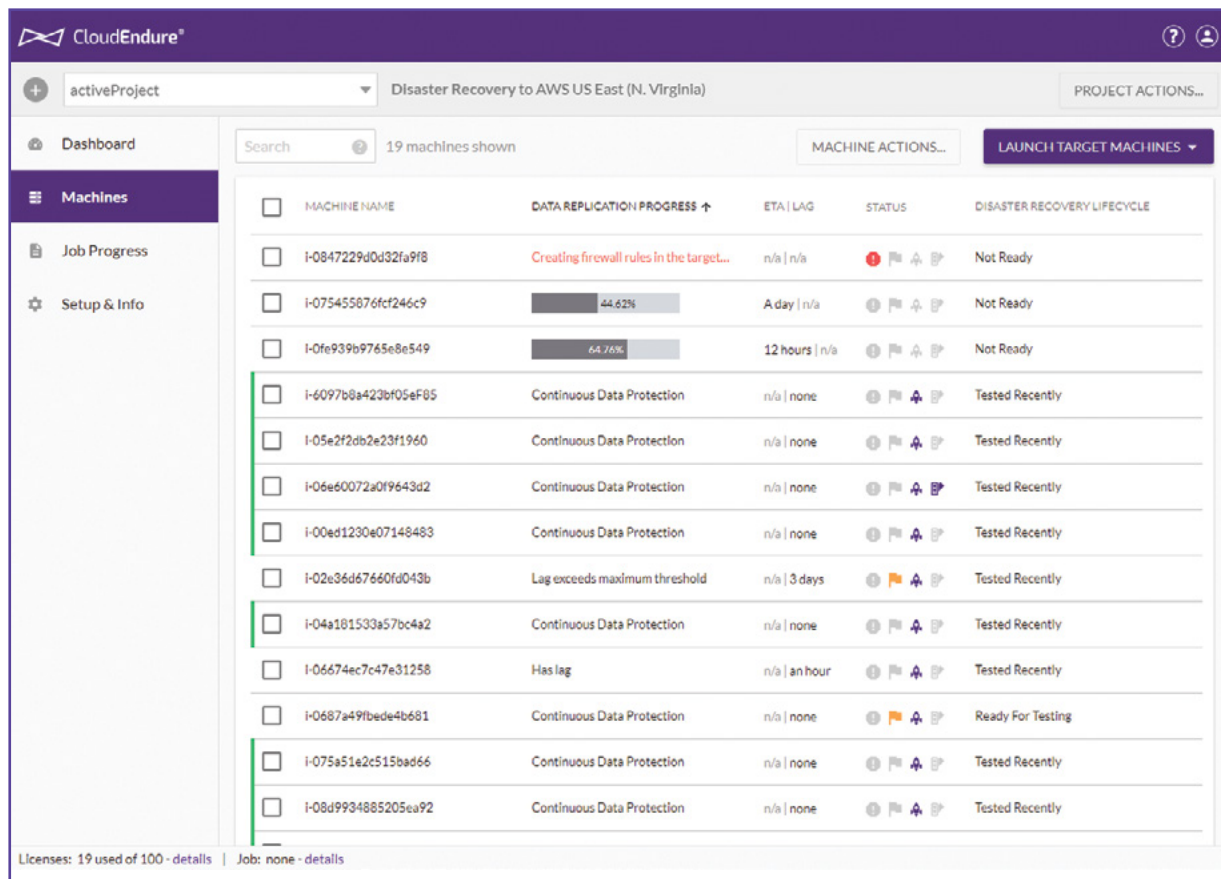 CloudEndure®
activeProject Disaster Recovery to AWS US East (N. Virginia) PROJECT ACTIONS...
Dashboard
Machines
Job Progress
Setup & Info
Search 19 machines shown MACHINE ACTIONS... LAUNCH TARGET MACHINES
MACHINE NAME DATA REPLICATION PROGRESS ETA | LAG STATUS DISASTER RECOVERY LIFECYCLE
i-0847229d0d32fa9f8 Creating firewall rules in the target... n/a | n/a Not Ready
i-075455876fcf246c9 44.62% A day | n/a Not Ready
i-0fe939b9765e8e549 64.76% 12 hours | n/a Not Ready
i-6097b8a423bf05eF85 Continuous Data Protection n/a | none Tested Recently
i-05e2f2db2e23f1960 Continuous Data Protection n/a | none Tested Recently
i-06e60072a0f9643d2 Continuous Data Protection n/a | none Tested Recently
i-00ed1230e07148483 Continuous Data Protection n/a | none Tested Recently
i-02e36d67660fd043b Lag exceeds maximum threshold n/a | 3 days Tested Recently
i-04a181533a57bc4a2 Continuous Data Protection n/a | none Tested Recently
i-06674ec7c47e31258 Has lag n/a | an hour Tested Recently
i-0687a49fbede4b681 Continuous Data Protection n/a | none Ready For Testing
i-075a51e2c515bad66 Continuous Data Protection n/a | none Tested Recently
i-08d9934885205ea92 Continuous Data Protection n/a | none Tested Recently
Licenses: 19 used of 100 - details | Job: none - details